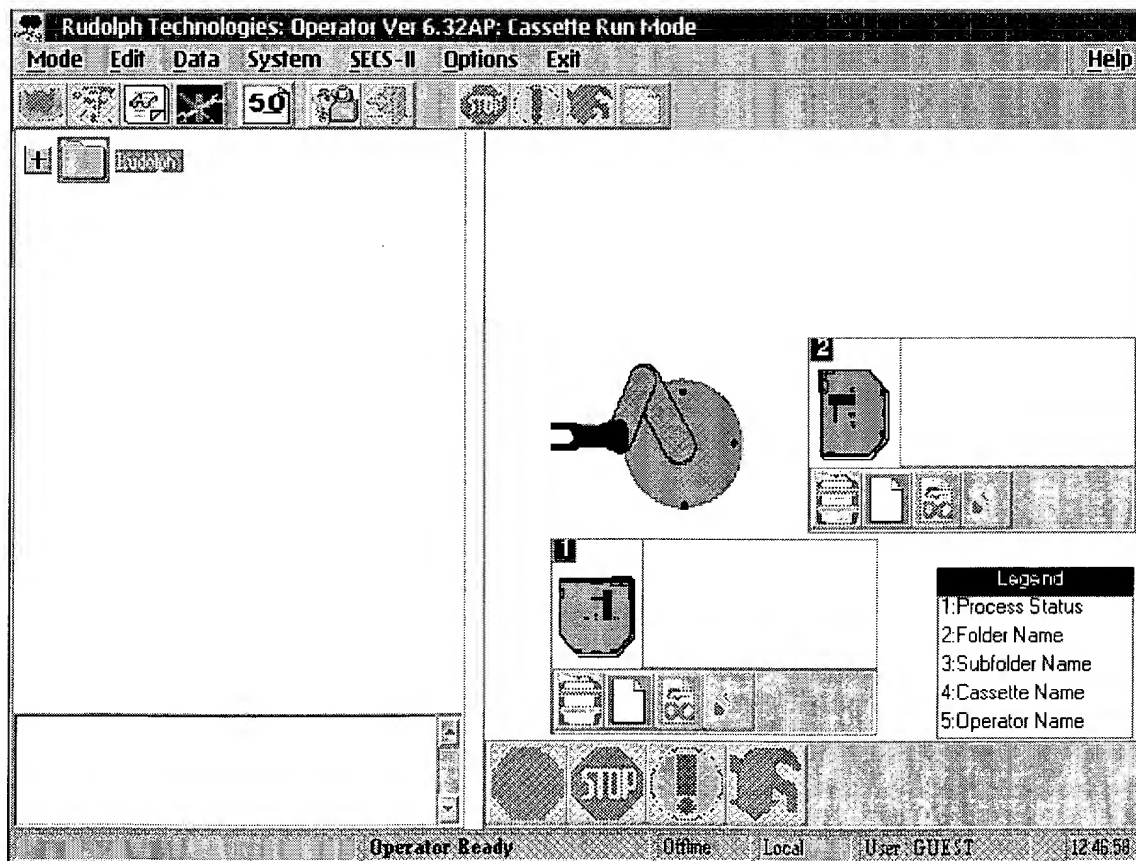 Rudolph Technologies: Operator Ver 6.32AP: Cassette Run Mode
Mode Edit Data System SECS-II Options Exit Help
50
STOP
Rudolph
2
1
Legend
1:Process Status
2:Folder Name
3:Subfolder Name
4:Cassette Name
5:Operator Name
STOP
Operator Ready Offline Local User GUEST 12:46:58